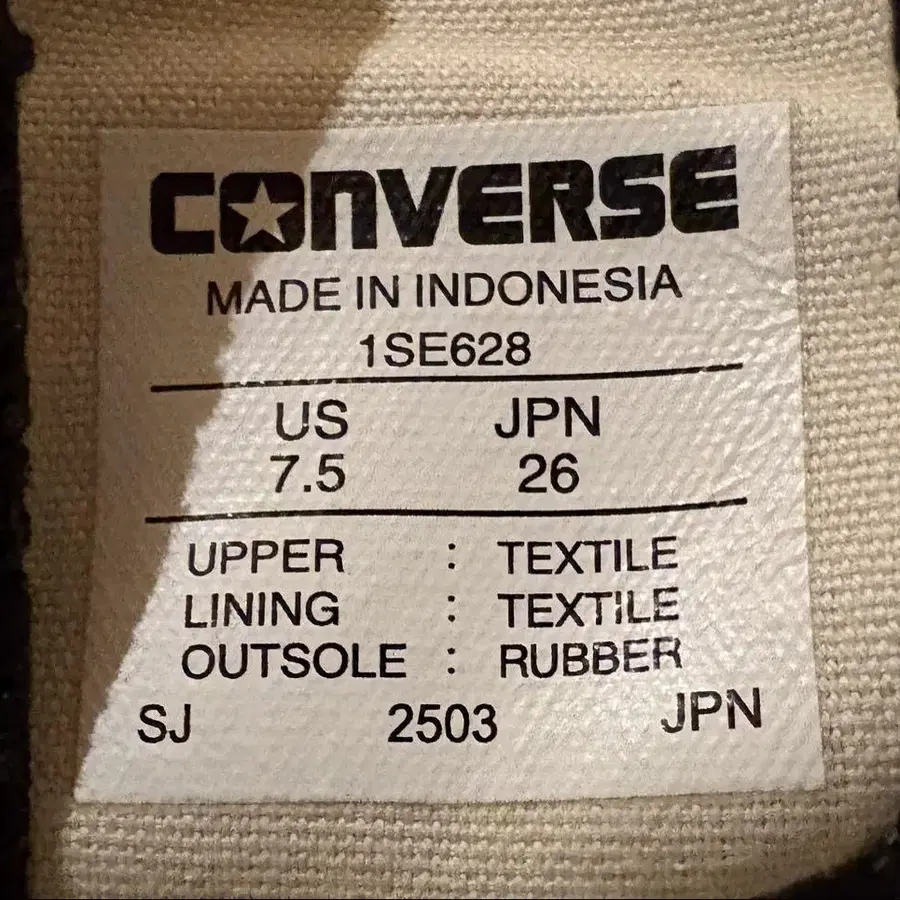 CONVERSE
MADE IN INDONESIA
1SE628
US JPN
7.5 26
UPPER : TEXTILE
LINING : TEXTILE
OUTSOLE : RUBBER
SJ 2503 JPN